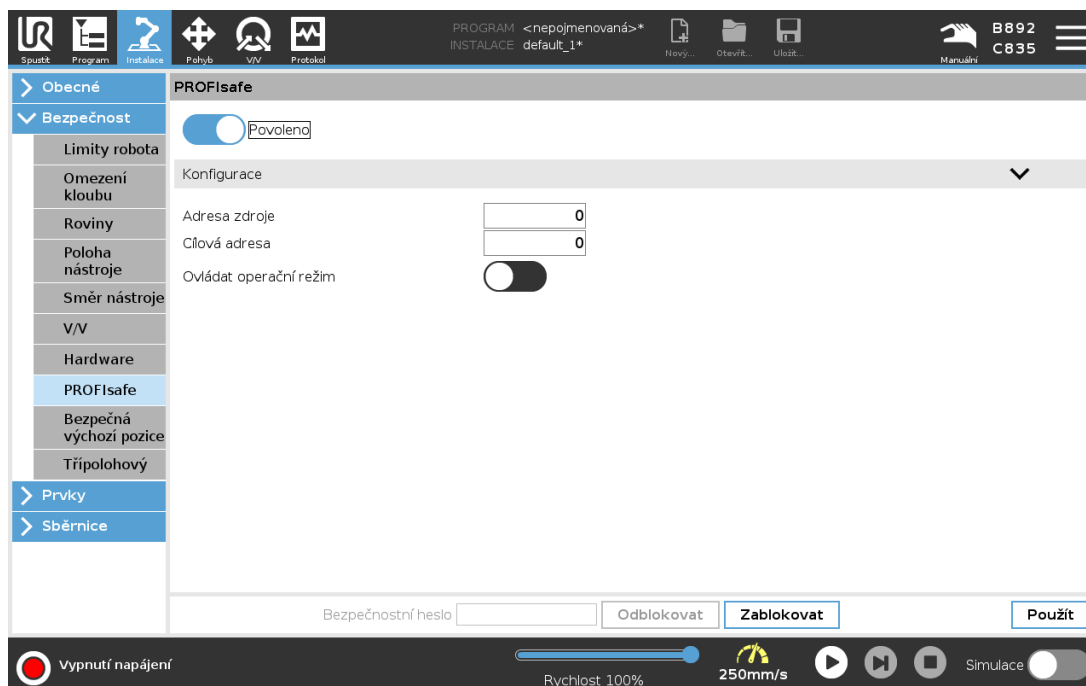 PROGRAM <nepojmenovaná>*
INSTALACE default_1*
Spustit Program Instalace Pohyb V/V Protokol
Nový... Otevřít... Uložit...
Manuální
B892
C835
Obecné
Bezpečnost
Limity robota
Omezení
kloubu
Roviny
Poloha
nástroje
Směr nástroje
V/V
Hardware
PROFIsafe
Bezpečná
výchozí pozice
Třípolohový
Prvky
Sběrnice
PROFIsafe
Povoleno
Konfigurace
Adresa zdroje 0
Cílová adresa 0
Ovládat operační režim
Bezpečnostní heslo Odblokovat Zablokovat Použít
Vypnutí napájení
Rychlost 100%
250mm/s
Simulace